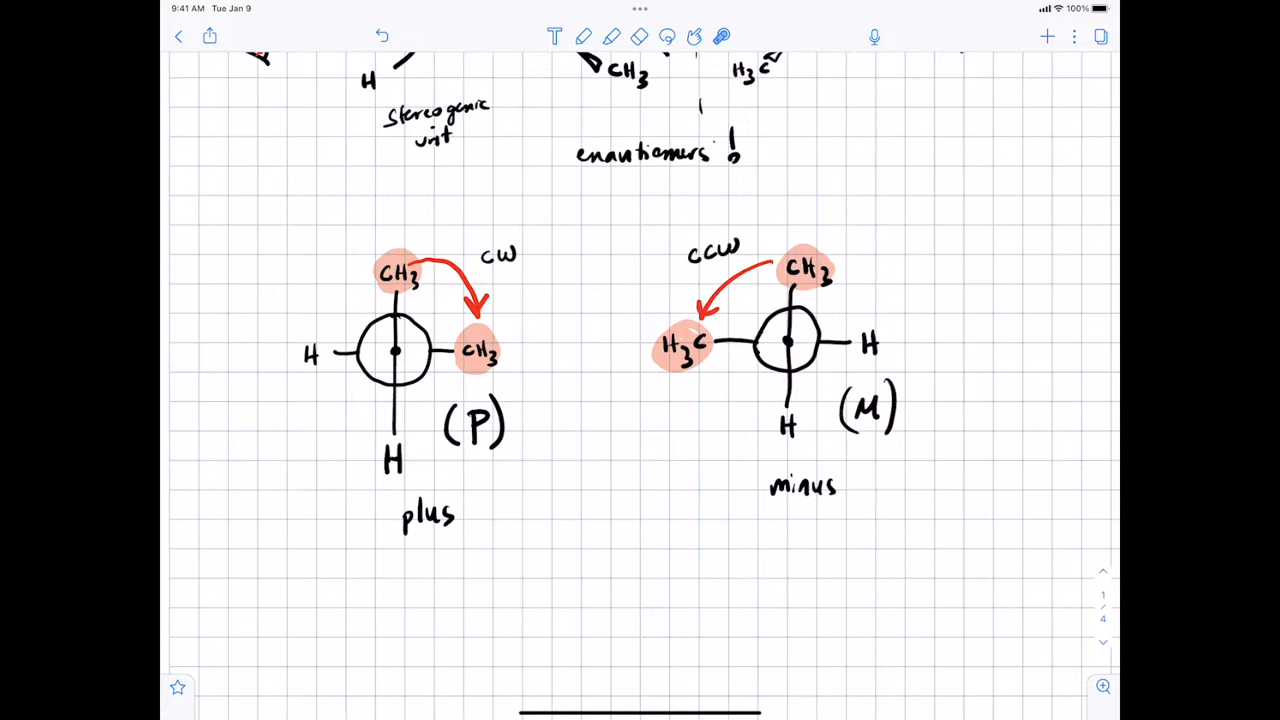 9:41 AM Tue Jan 9
100%
CH3
H3C
H
stereogenic
unit
enantiomers !
CW
CCW
CH3
CH3
H
CH3
H3C
H
(P)
(M)
H
H
minus
plus
1
/
4